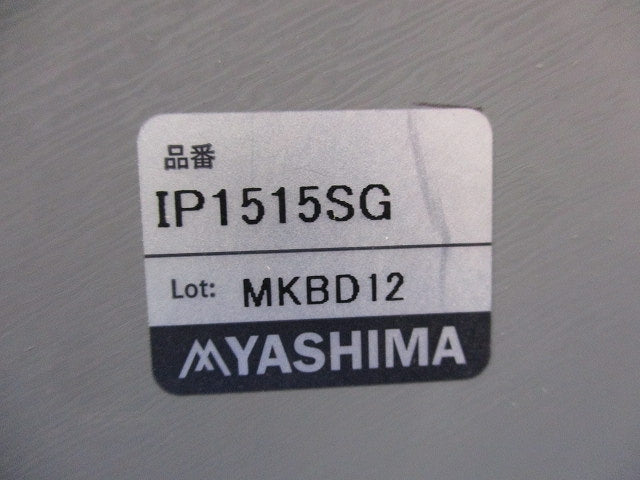 品番
IP1515SG
Lot: MKBD12
YASHIMA